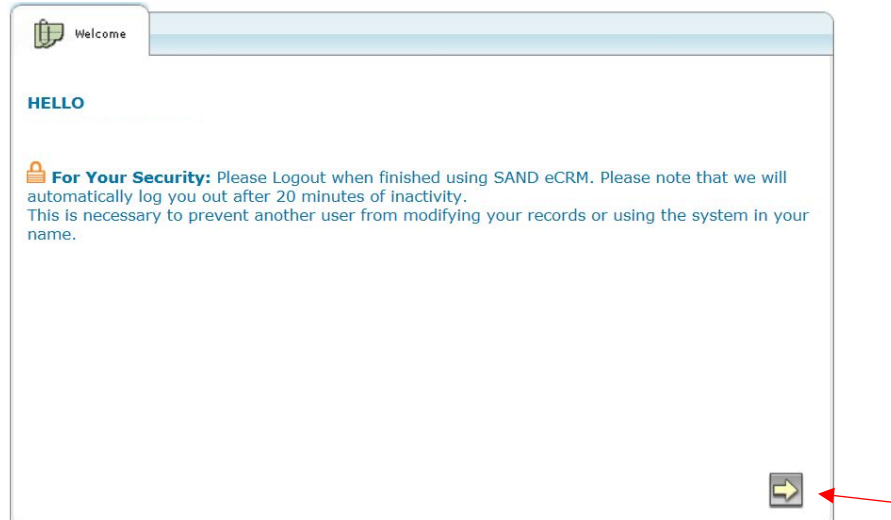 Welcome
HELLO
For Your Security: Please Logout when finished using SAND eCRM. Please note that we will
automatically log you out after 20 minutes of inactivity.
This is necessary to prevent another user from modifying your records or using the system in your
name.